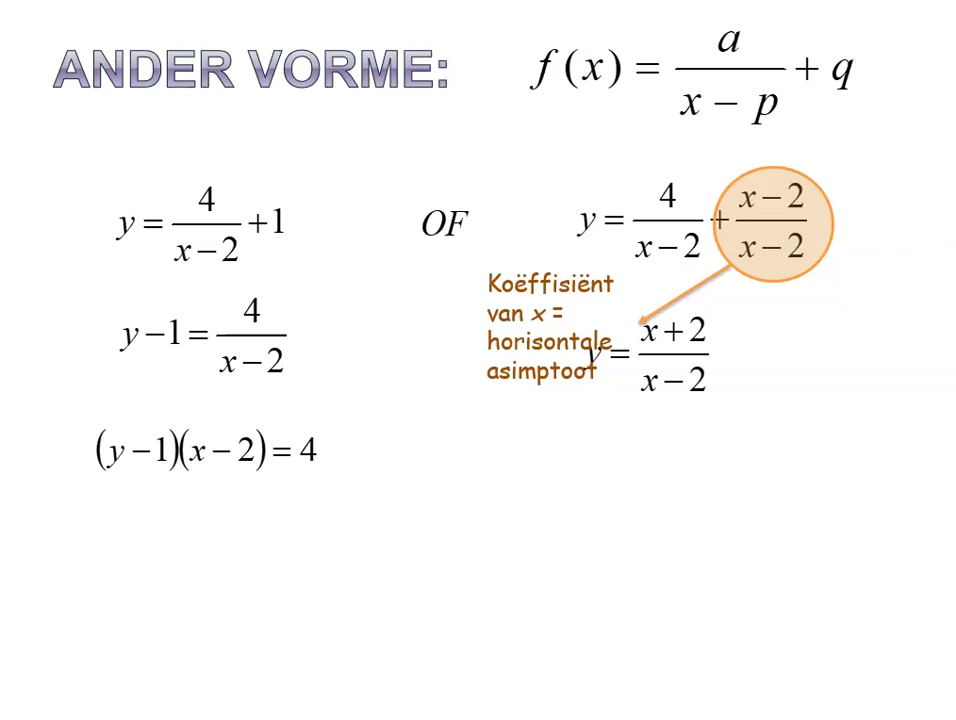 ANDER VORME:
f(x) = a/(x − p) + q
y = 4/(x − 2) + 1
OF
y = 4/(x − 2) + (x − 2)/(x − 2)
y − 1 = 4/(x − 2)
Koëffisiënt
van x =
horisontale
asimptoot
y = (x + 2)/(x − 2)
(y − 1)(x − 2) = 4